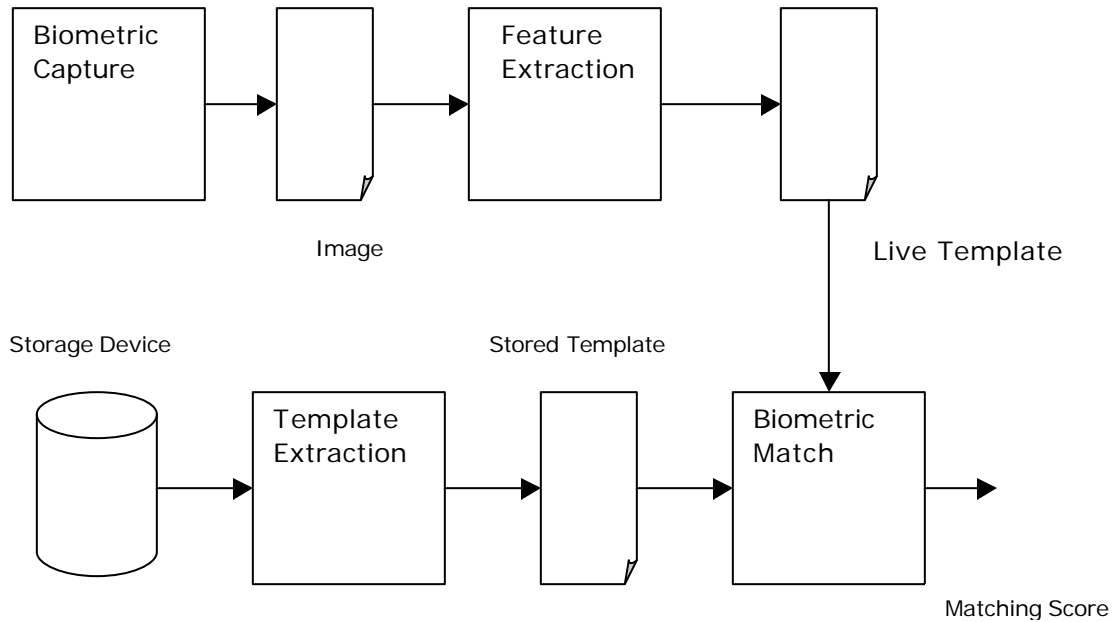 Biometric
Capture
Feature
Extraction
Image
Live Template
Storage Device
Stored Template
Template
Extraction
Biometric
Match
Matching Score